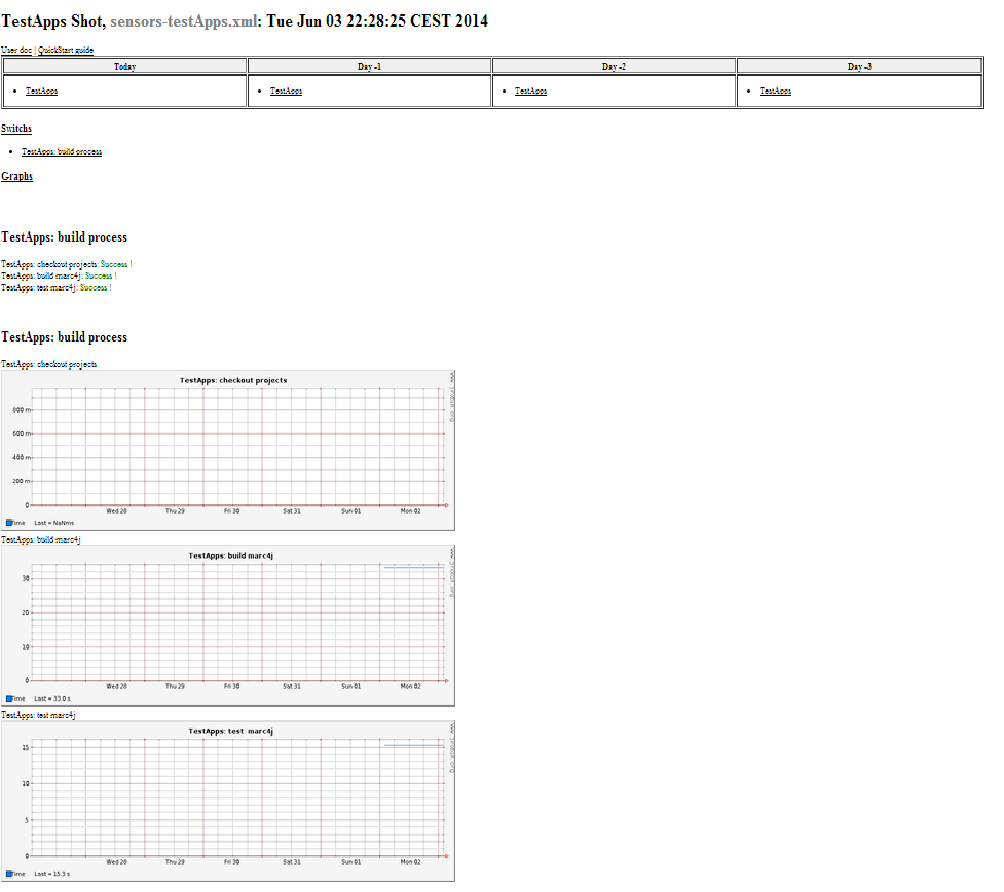 TestApps Shot, sensors-testApps.xml: Tue Jun 03 22:28:25 CEST 2014
User doc | QuickStart guide
Today Day -1 Day -2 Day -3
• TestApps • TestApps • TestApps • TestApps
Switchs
• TestApps: build process
Graphs
TestApps: build process
TestApps: checkout projects: Success !
TestApps: build marc4j: Success !
TestApps: test marc4j: Success !
TestApps: build process
TestApps: checkout projects
TestApps: checkout projects
800 m
600 m
400 m
200 m
0
Wed 28 Thu 29 Fri 30 Sat 31 Sun 01 Mon 02
Time Last = NaNms
TestApps: build marc4j
TestApps: build marc4j
30
20
10
0
Wed 28 Thu 29 Fri 30 Sat 31 Sun 01 Mon 02
Time Last = 33.0 s
TestApps: test marc4j
TestApps: test marc4j
15
10
5
0
Wed 28 Thu 29 Fri 30 Sat 31 Sun 01 Mon 02
Time Last = 15.3 s